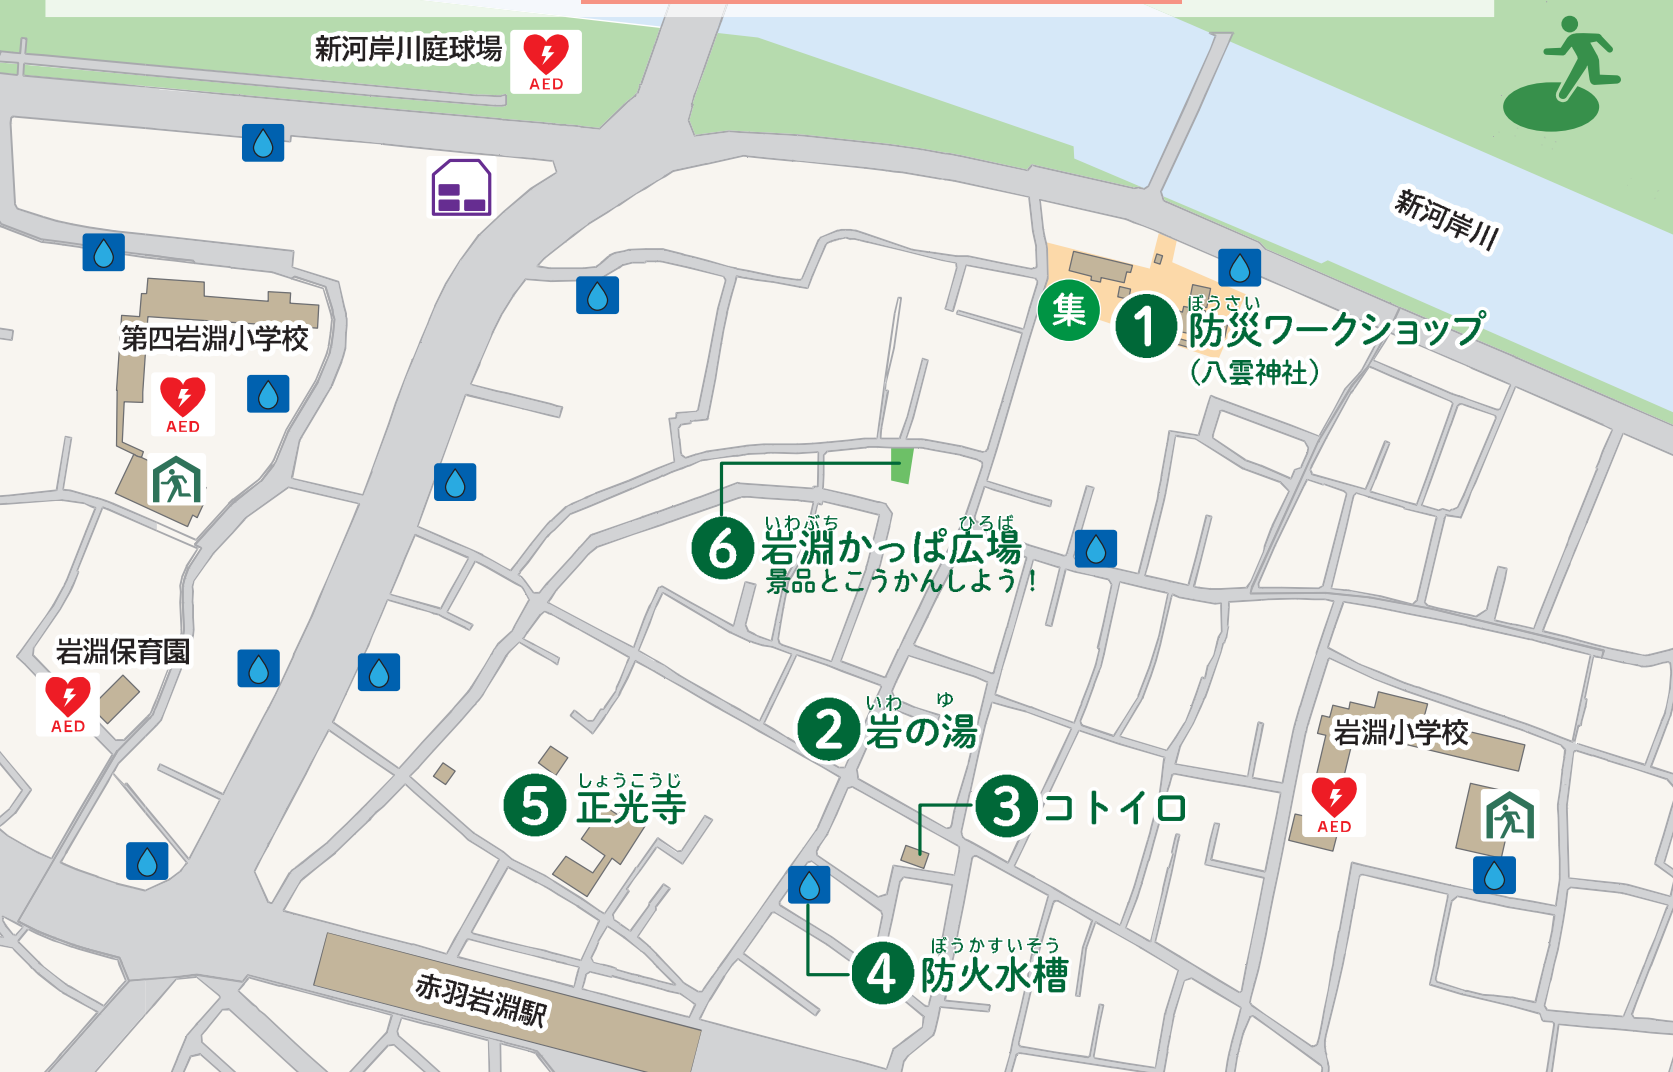 新河岸川庭球場
AED
新河岸川
集
1
ぼうさい
防災ワークショップ
(八雲神社)
第四岩淵小学校
AED
6
いわぶち ひろば
岩淵かっぱ広場
景品とこうかんしよう!
岩淵保育園
AED
2
いわ ゆ
岩の湯
岩淵小学校
AED
5
しょうこうじ
正光寺
3
コトイロ
4
ぼうかすいそう
防火水槽
赤羽岩淵駅